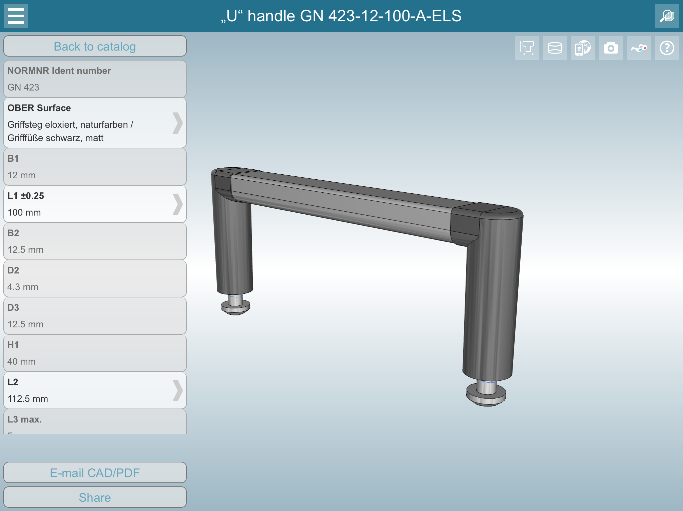 „U“ handle GN 423-12-100-A-ELS
Back to catalog
NORMNR Ident number
GN 423
OBER Surface
Griffsteg eloxiert, naturfarben /
Grifffüße schwarz, matt
B1
12 mm
L1 ±0.25
100 mm
B2
12.5 mm
D2
4.3 mm
D3
12.5 mm
H1
40 mm
L2
112.5 mm
L3 max.
E-mail CAD/PDF
Share